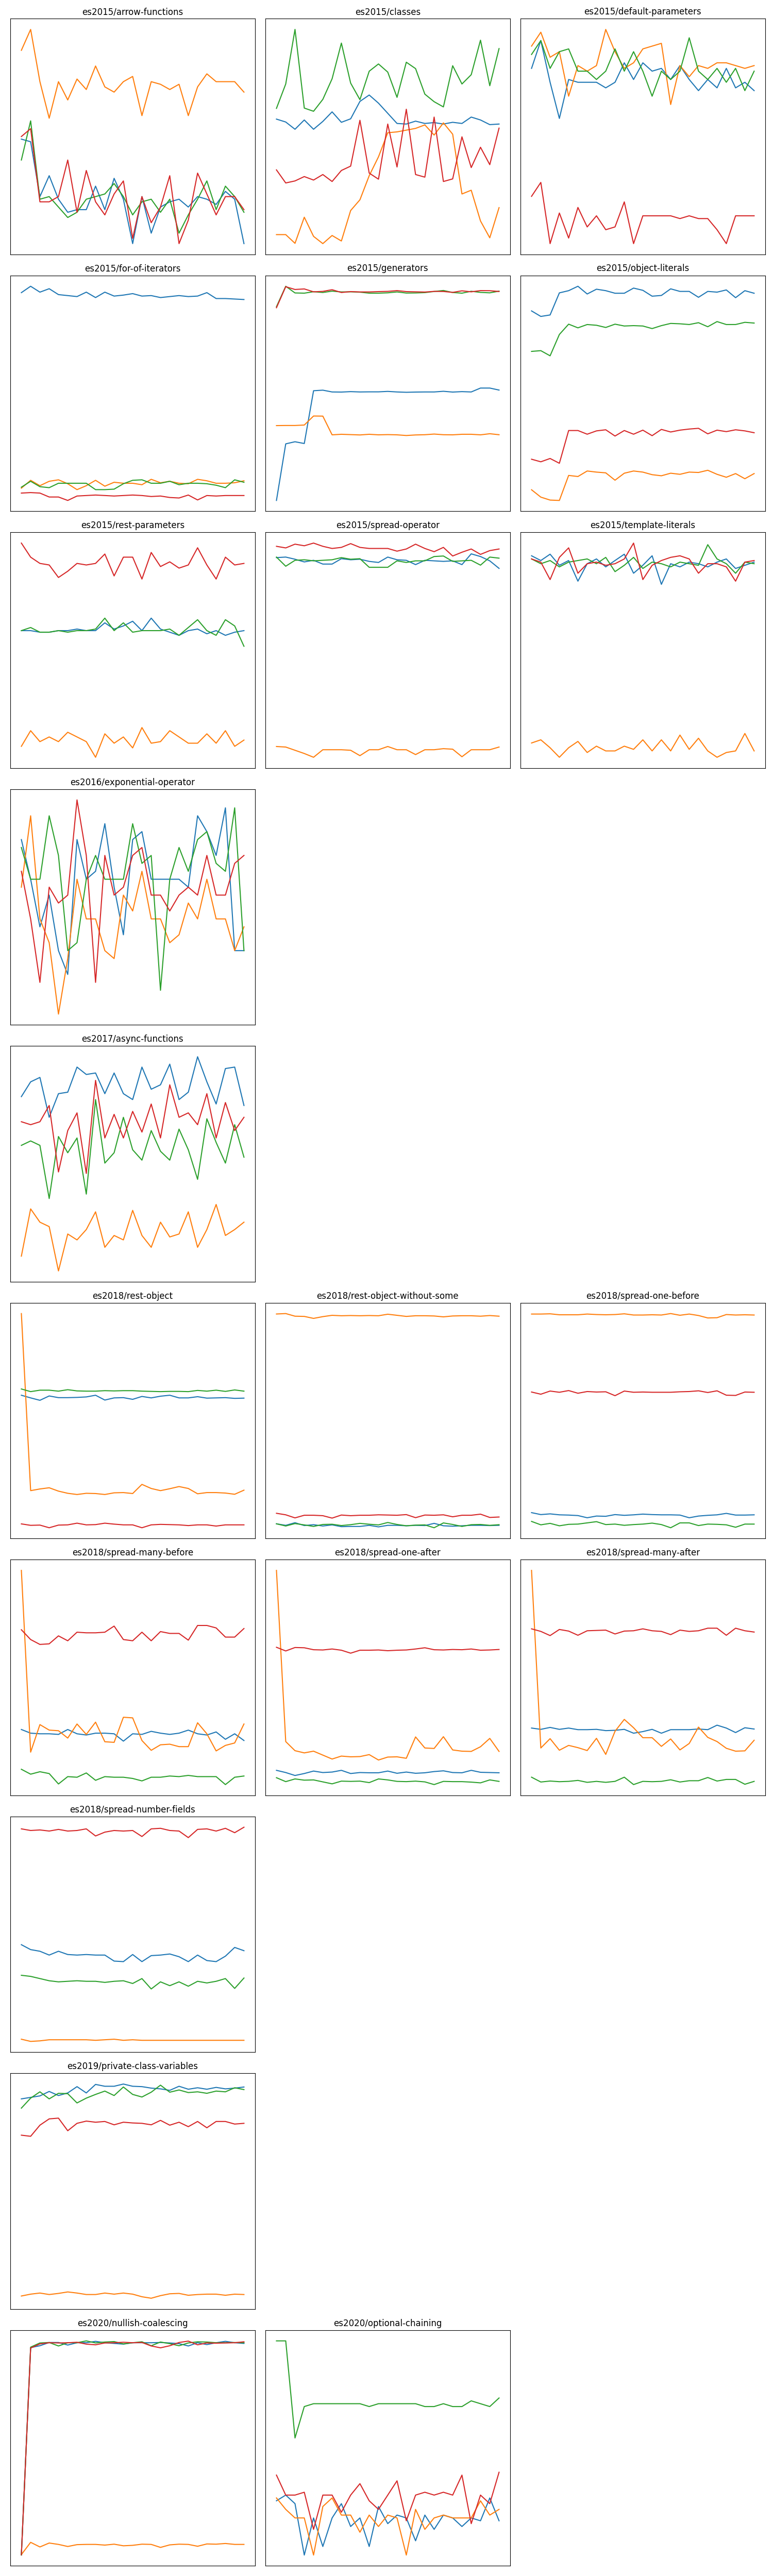 es2015/arrow-functions
es2015/classes
es2015/default-parameters
es2015/for-of-iterators
es2015/generators
es2015/object-literals
es2015/rest-parameters
es2015/spread-operator
es2015/template-literals
es2016/exponential-operator
es2017/async-functions
es2018/rest-object
es2018/rest-object-without-some
es2018/spread-one-before
es2018/spread-many-before
es2018/spread-one-after
es2018/spread-many-after
es2018/spread-number-fields
es2019/private-class-variables
es2020/nullish-coalescing
es2020/optional-chaining